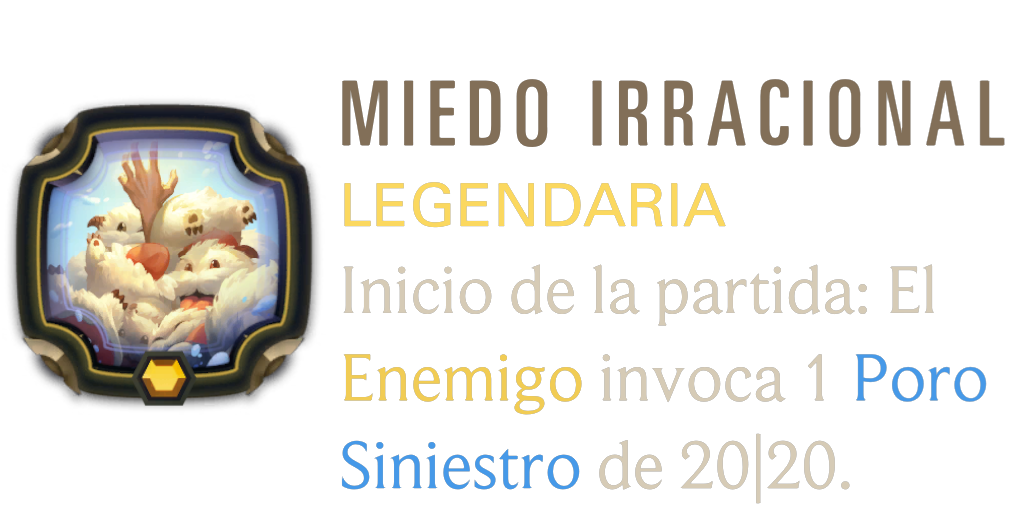 MIEDO IRRACIONAL
LEGENDARIA
Inicio de la partida: El
Enemigo invoca 1 Poro
Siniestro de 20|20.